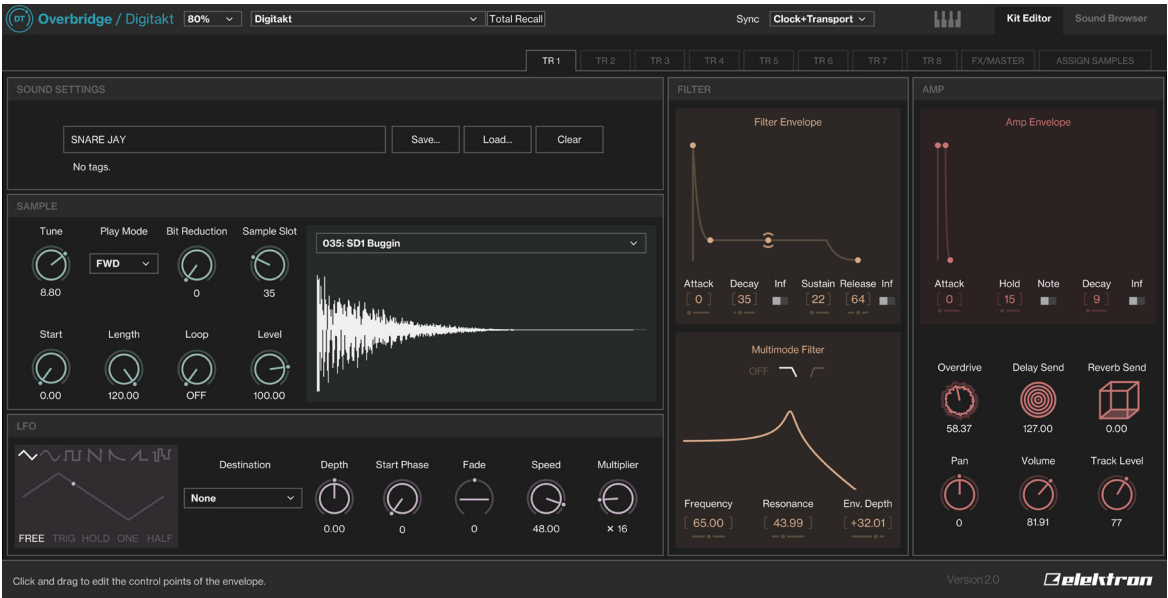 DT Overbridge / Digitakt 80% Digitakt Total Recall Sync Clock+Transport Kit Editor Sound Browser
TR 1 TR 2 TR 3 TR 4 TR 5 TR 6 TR 7 TR 8 FX/MASTER ASSIGN SAMPLES
SOUND SETTINGS
SNARE JAY Save... Load... Clear
No tags.
SAMPLE
Tune Play Mode Bit Reduction Sample Slot
FWD
8.80 0 35
035: SD1 Buggin
Start Length Loop Level
0.00 120.00 OFF 100.00
LFO
Destination Depth Start Phase Fade Speed Multiplier
None
0.00 0 0 48.00 × 16
FREE TRIG HOLD ONE HALF
FILTER
Filter Envelope
Attack Decay Inf Sustain Release Inf
[ 0 ] [ 35 ] [ 22 ] [ 64 ]
Multimode Filter
OFF
Frequency Resonance Env. Depth
[ 65.00 ] [ 43.99 ] [ +32.01 ]
AMP
Amp Envelope
Attack Hold Note Decay Inf
[ 0 ] [ 15 ] [ 9 ]
Overdrive Delay Send Reverb Send
58.37 127.00 0.00
Pan Volume Track Level
0 81.91 77
Click and drag to edit the control points of the envelope.
Version 2.0 elektron